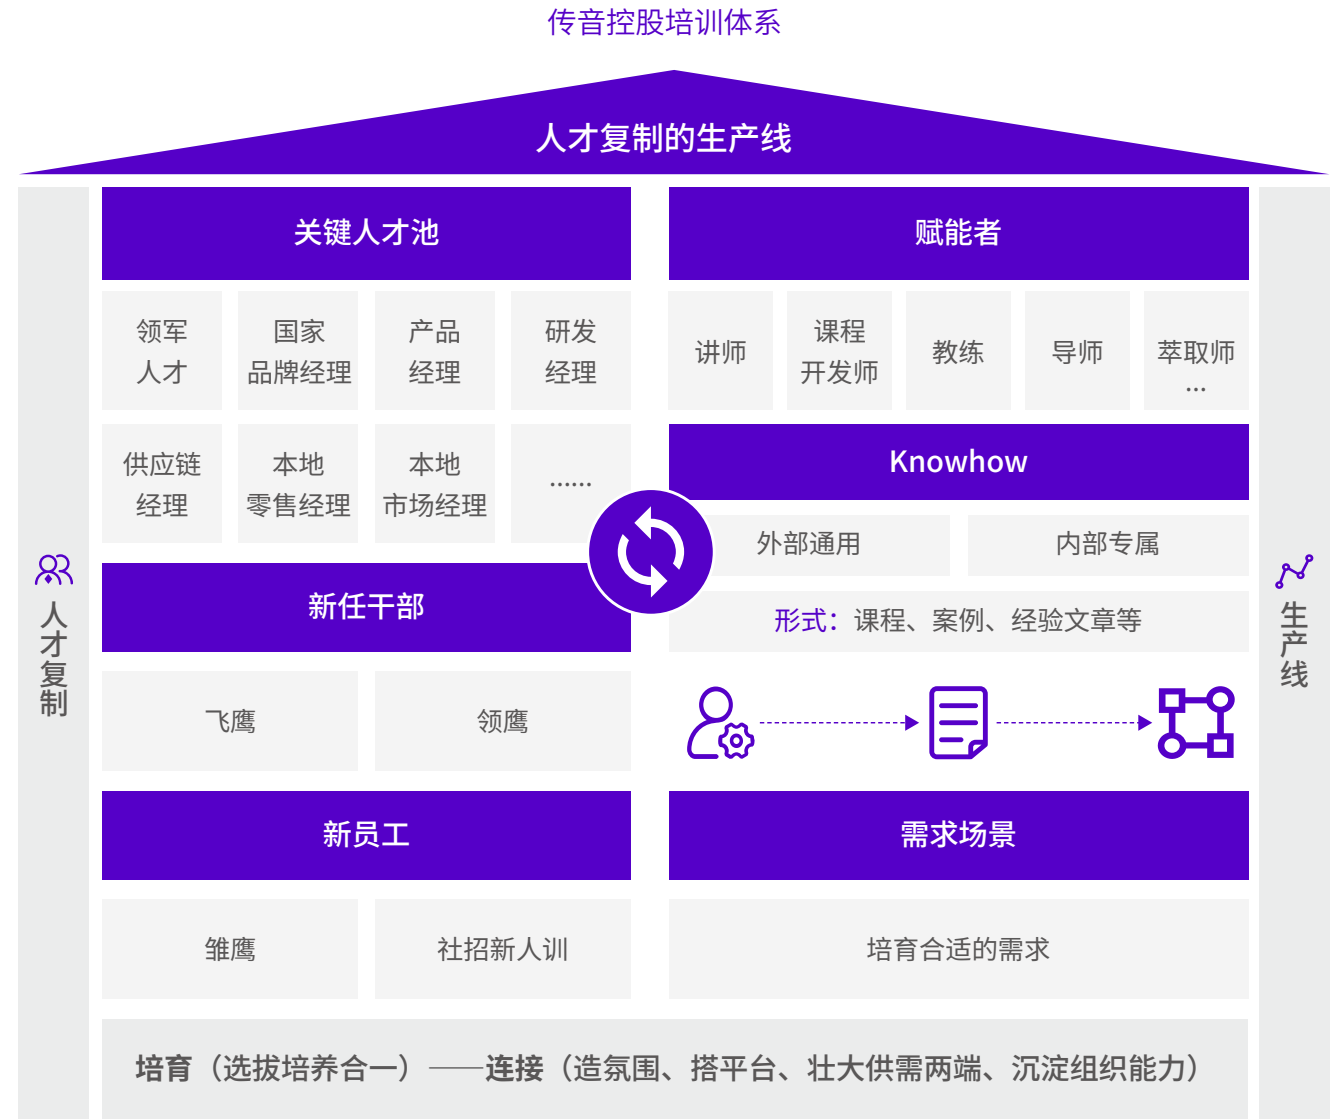 传音控股培训体系
人才复制的生产线
人才复制
关键人才池
领军
人才
国家
品牌经理
产品
经理
研发
经理
供应链
经理
本地
零售经理
本地
市场经理
......
新任干部
飞鹰
领鹰
新员工
雏鹰
社招新人训
赋能者
讲师
课程
开发师
教练
导师
萃取师
...
Knowhow
外部通用
内部专属
形式：课程、案例、经验文章等
需求场景
培育合适的需求
生产线
培育（选拔培养合一）——连接（造氛围、搭平台、壮大供需两端、沉淀组织能力）